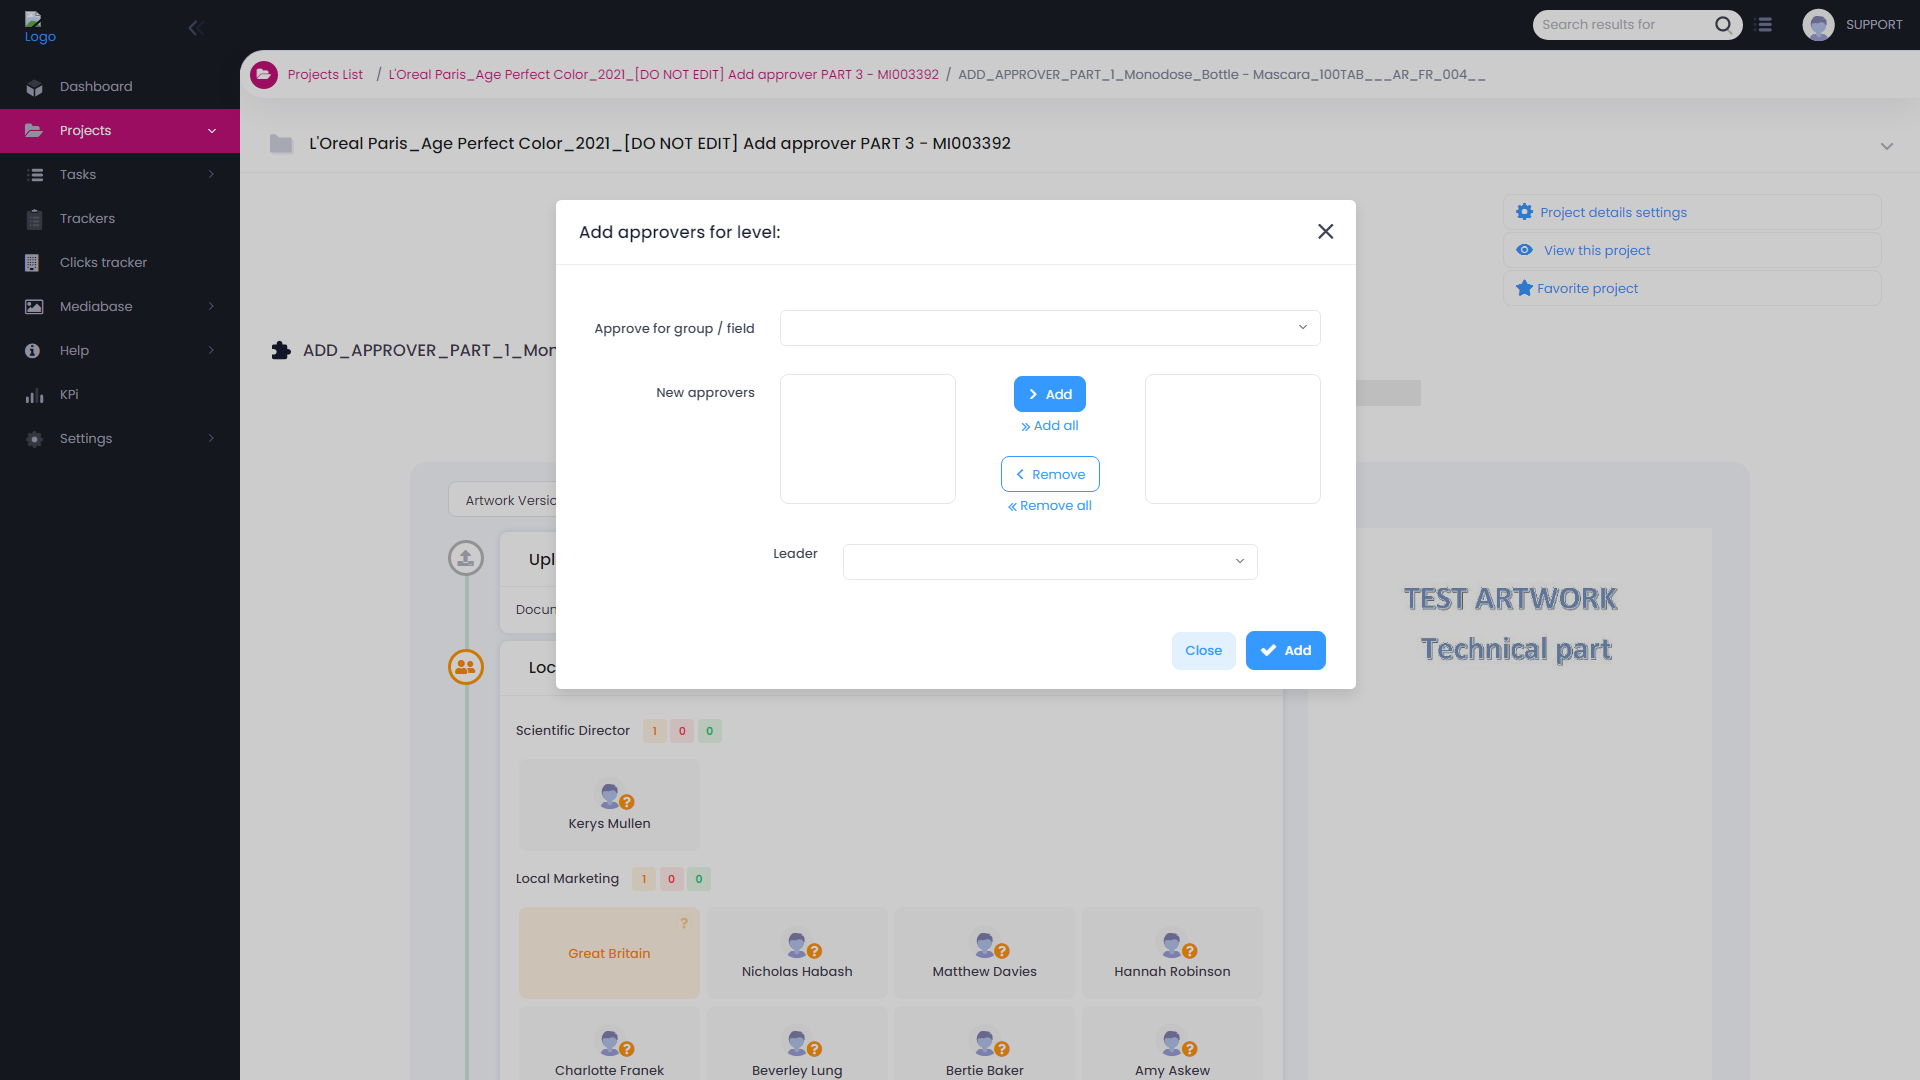 Logo
Search results for
SUPPORT
Projects List / L'Oreal Paris_Age Perfect Color_2021_[DO NOT EDIT] Add approver PART 3 - MI003392 / ADD_APPROVER_PART_1_Monodose_Bottle - Mascara_100TAB___AR_FR_004__
Dashboard
Projects
Tasks
Trackers
Clicks tracker
Mediabase
Help
KPi
Settings
L'Oreal Paris_Age Perfect Color_2021_[DO NOT EDIT] Add approver PART 3 - MI003392
Project details settings
View this project
Favorite project
ADD_APPROVER_PART_1_Mon
Add approvers for level:
Approve for group / field
New approvers
Add
Add all
Remove
Remove all
Leader
Close
Add
Artwork Versio
Upl
Docum
Loc
Scientific Director 1 0 0
Kerys Mullen
Local Marketing 1 0 0
Great Britain
?
Nicholas Habash
Matthew Davies
Hannah Robinson
Charlotte Franek
Beverley Lung
Bertie Baker
Amy Askew
TEST ARTWORK
Technical part